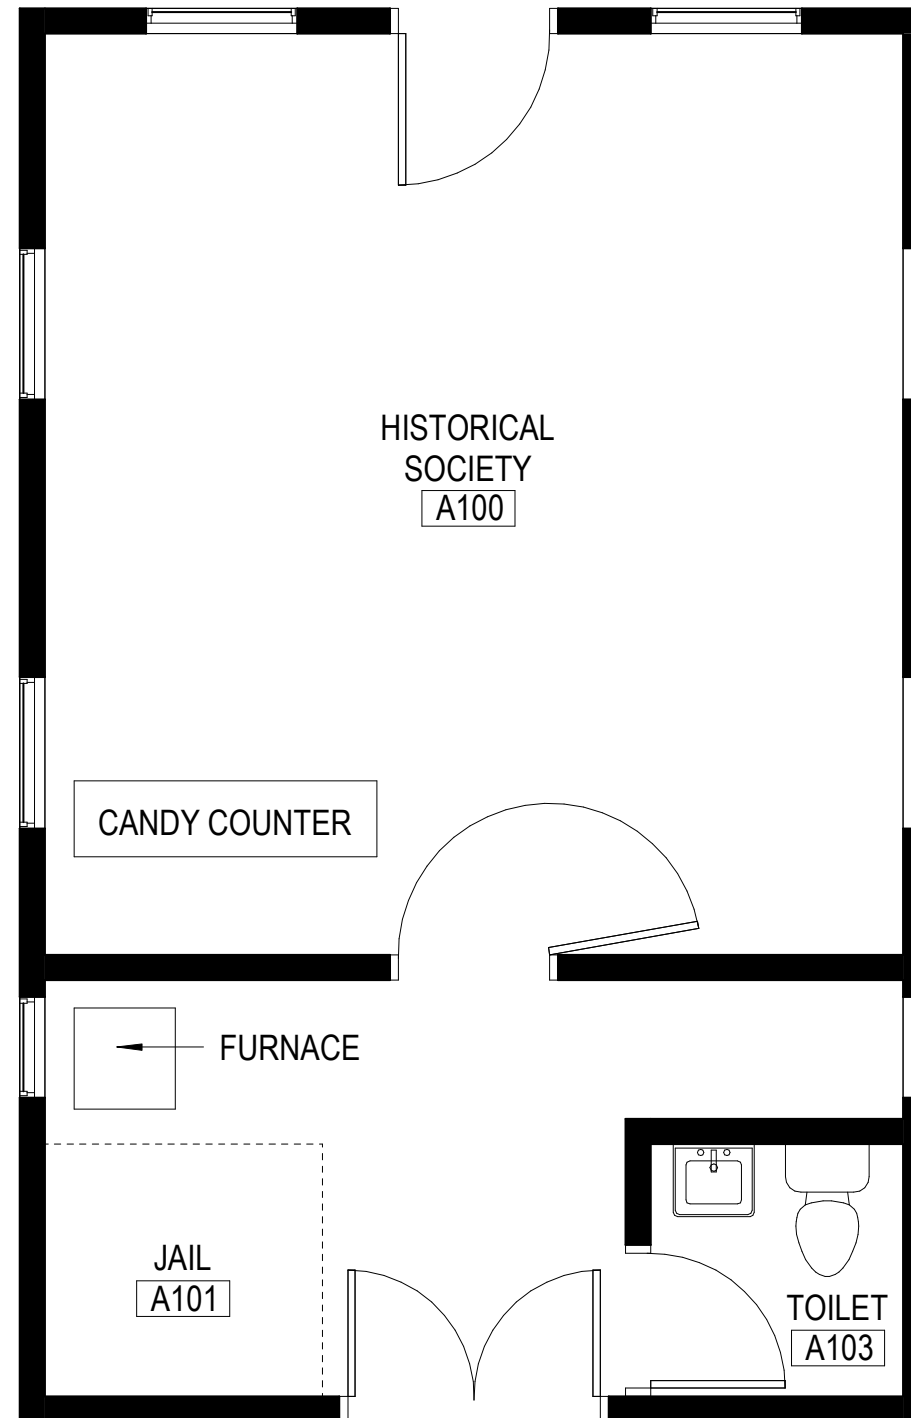 HISTORICAL
SOCIETY
A100
CANDY COUNTER
FURNACE
JAIL
A101
TOILET
A103